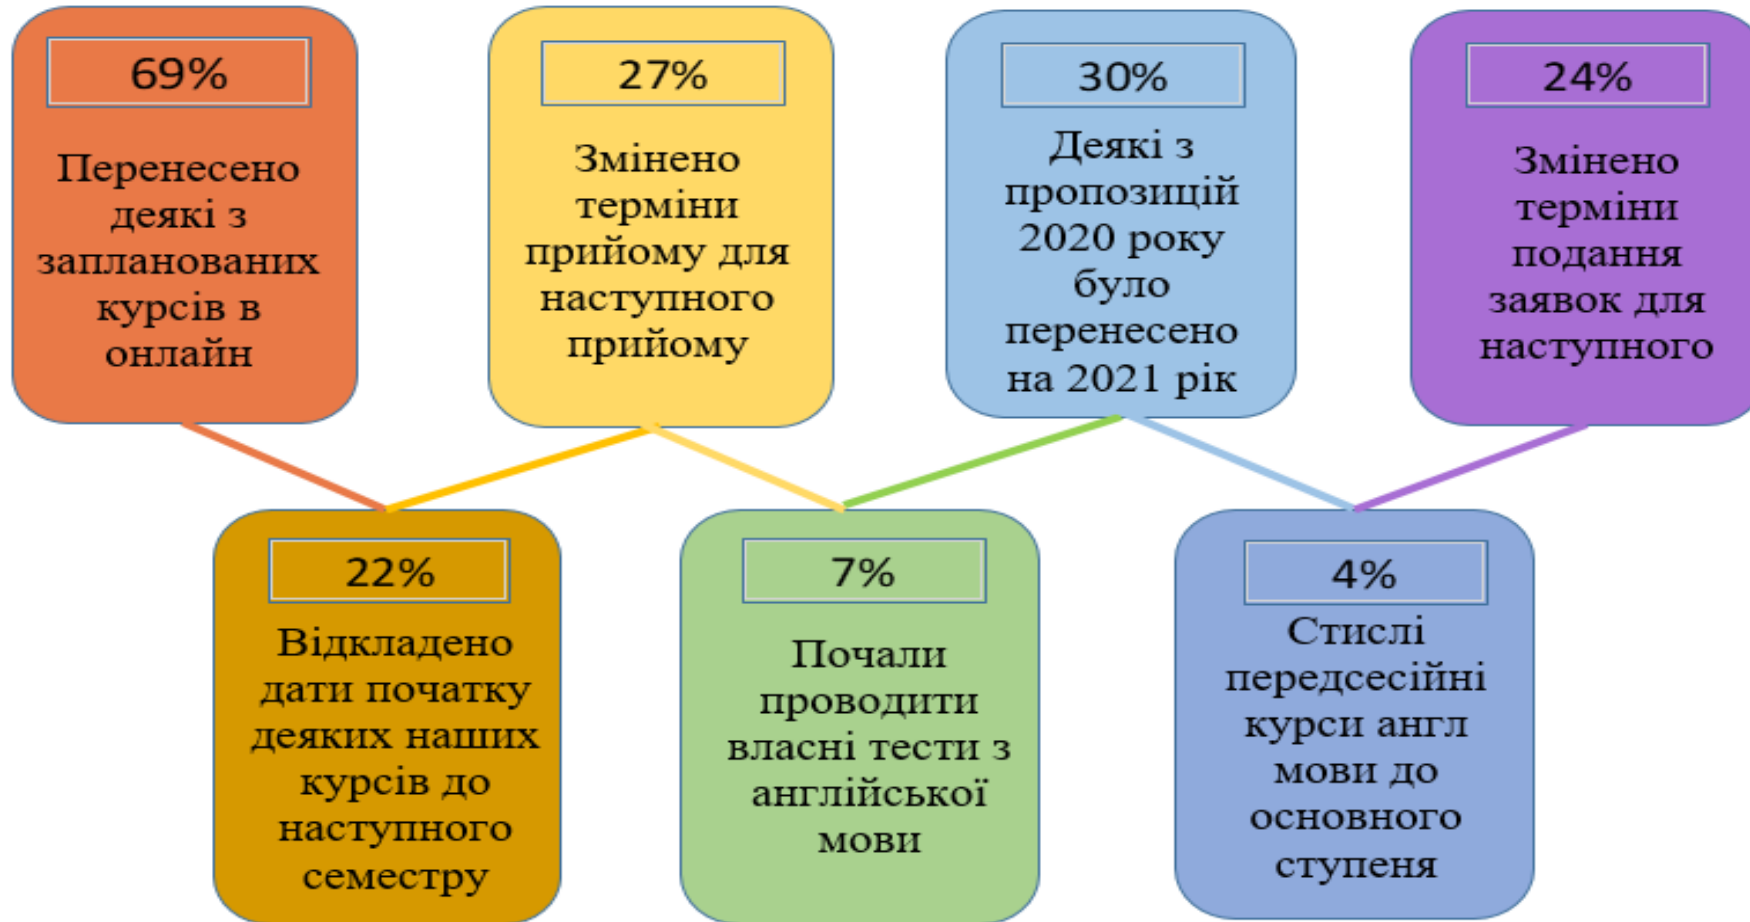 69%
Перенесено
деякі з
запланованих
курсів в
онлайн
27%
Змінено
терміни
прийому для
наступного
прийому
30%
Деякі з
пропозицій
2020 року
було
перенесено
на 2021 рік
24%
Змінено
терміни
подання
заявок для
наступного
22%
Відкладено
дати початку
деяких наших
курсів до
наступного
семестру
7%
Почали
проводити
власні тести з
англійської
мови
4%
Стислі
передсесійні
курси англ
мови до
основного
ступеня